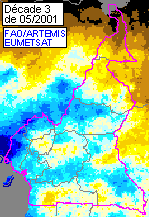 Décade 3
de 05/2001
FAO/ARTEMIS
EUMETSAT